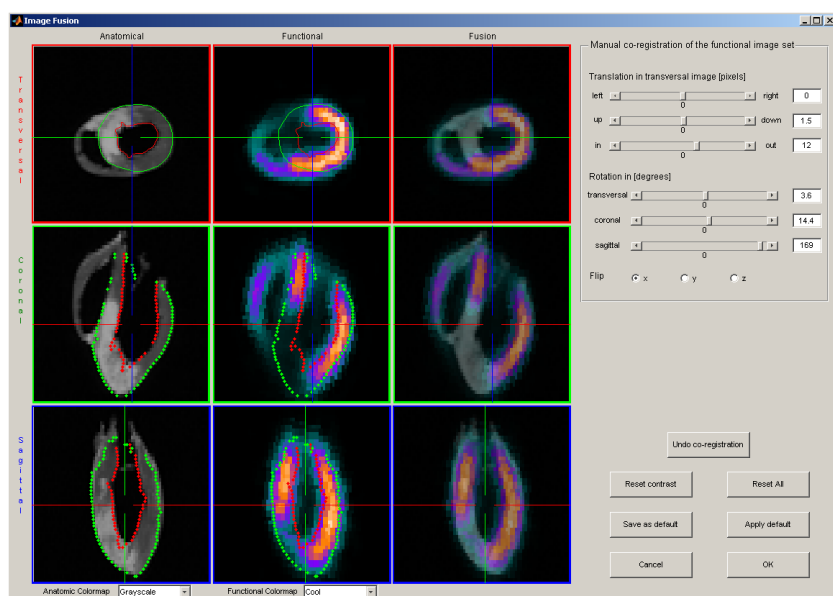 Image Fusion
Anatomical Functional Fusion
Transversal
Coronal
Sagittal
Manual co-registration of the functional image set
Translation in transversal image [pixels]
left right 0
0
up down 1.5
0
in out 12
0
Rotation in [degrees]
transversal 3.6
0
coronal 14.4
0
sagittal 169
0
Flip x y z
Undo co-registration
Reset contrast Reset All
Save as default Apply default
Cancel OK
Anatomic Colormap Grayscale Functional Colormap Cool